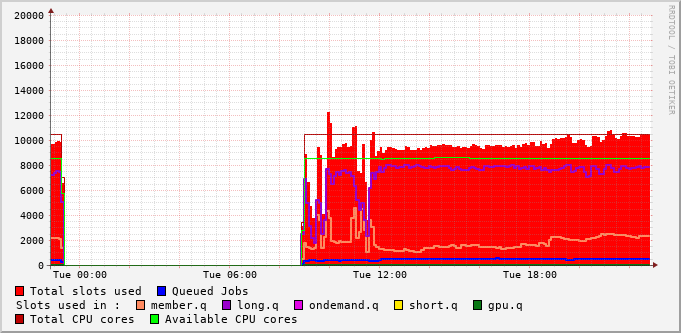 20000
18000
16000
14000
12000
10000
8000
6000
4000
2000
0
Tue 00:00 Tue 06:00 Tue 12:00 Tue 18:00
RRDTOOL / TOBI OETIKER
Total slots used Queued Jobs
Slots used in : member.q long.q ondemand.q short.q gpu.q
Total CPU cores Available CPU cores